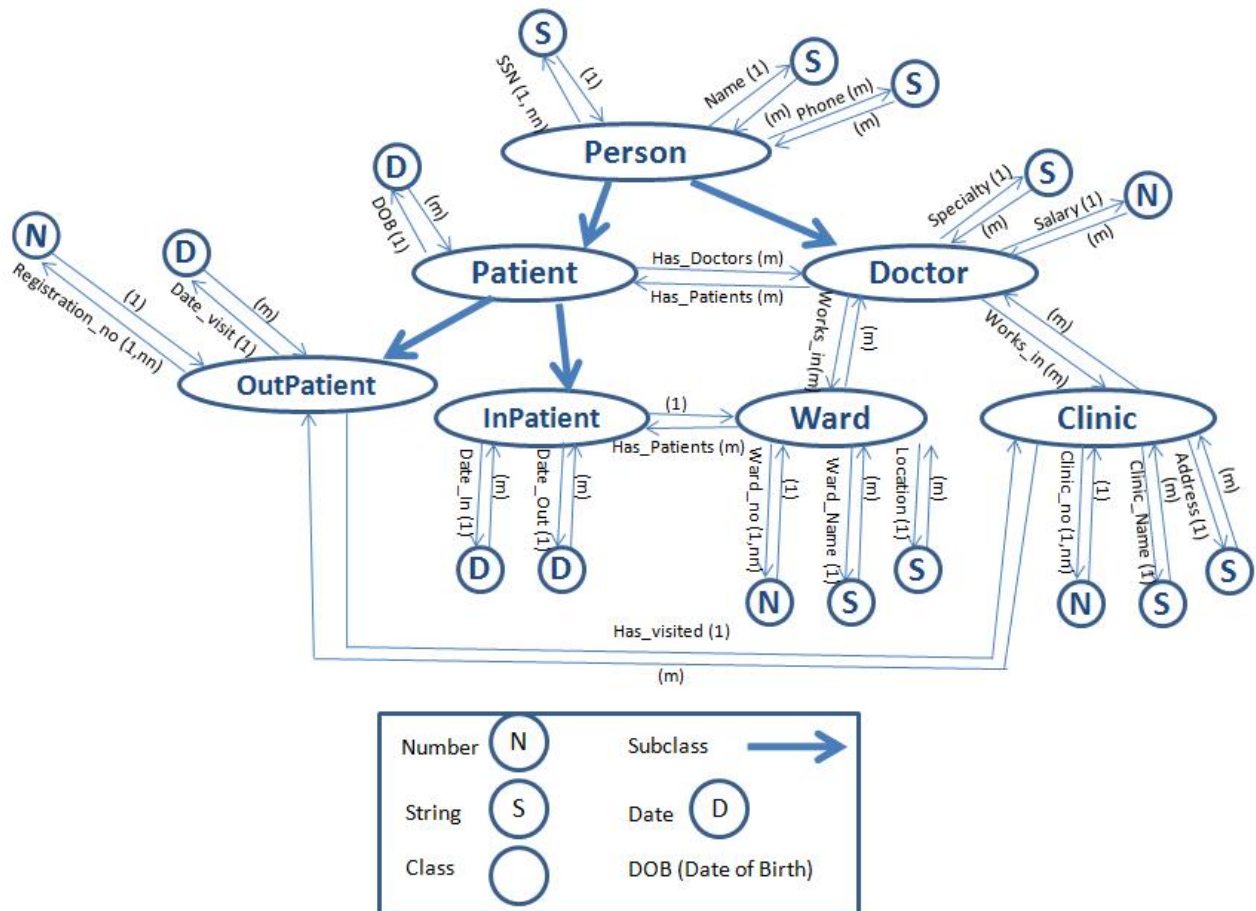 S
SSN (1, nn)
(1)
Name (1)
S
(m)
Phone (m)
S
(m)
Person
D
DOB (1)
(m)
Specialty (1)
S
(m)
Salary (1)
N
(m)
N
Registration_no (1,nn)
(1)
D
Date_visit (1)
(m)
Patient
Has_Doctors (m)
Has_Patients (m)
Doctor
Works_in(m)
(m)
Works_in (m)
(m)
OutPatient
InPatient
(1)
Has_Patients (m)
Ward
Clinic
Date_In (1)
(m)
Date_Out (1)
(m)
Ward_no (1,nn)
(1)
Ward_Name (1)
(m)
Location (1)
(m)
Clinic_no (1,nn)
(1)
Clinic_Name (1)
(m)
Address (1)
(m)
D
D
N
S
S
N
S
S
Has_visited (1)
(m)
Number N
Subclass
String S
Date D
Class
DOB (Date of Birth)